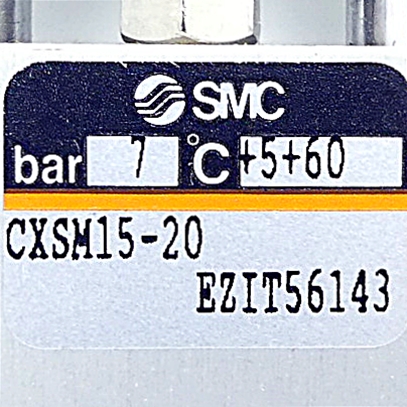 SMC
bar 7 °C +5+60
CXSM15-20
EZIT56143